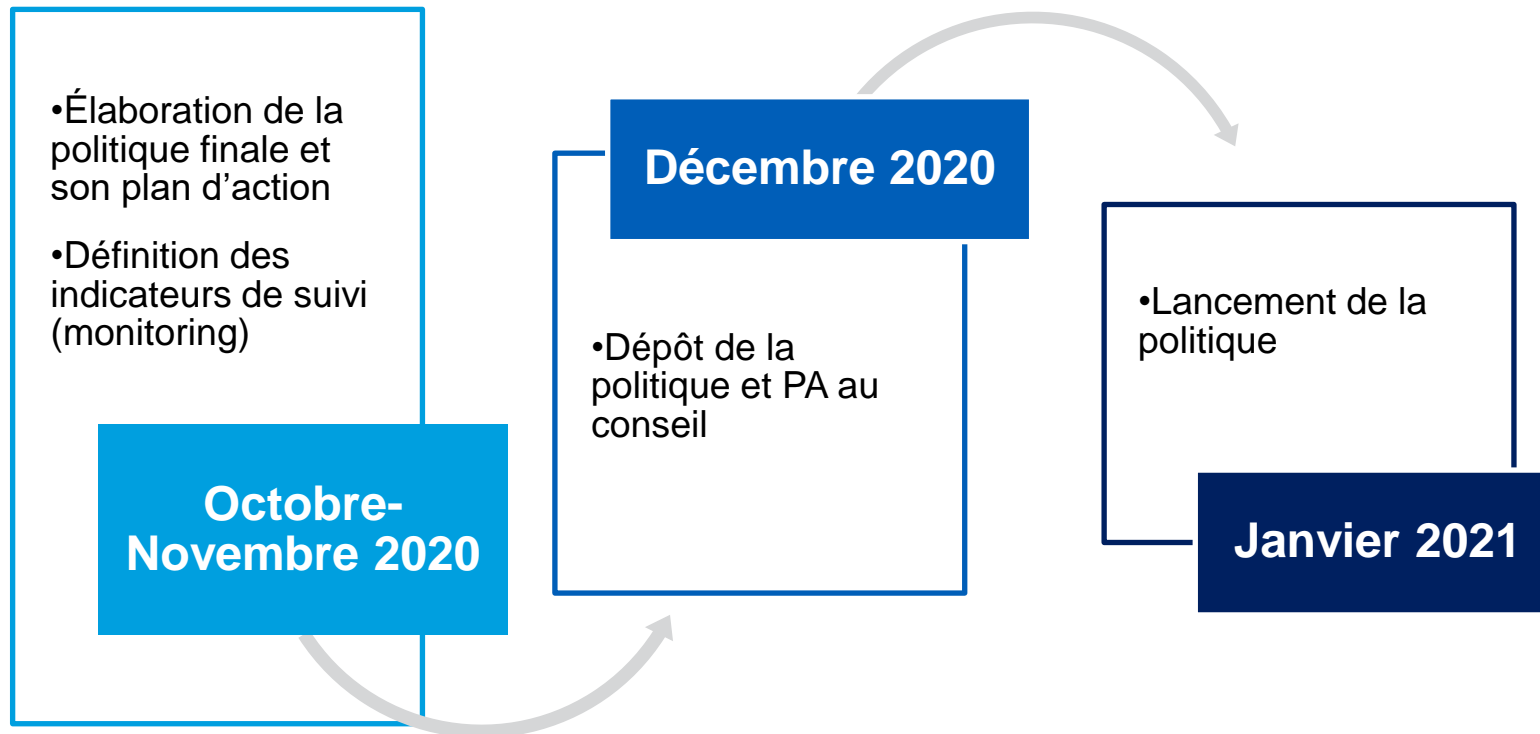 •Élaboration de la
politique finale et
son plan d’action
•Définition des
indicateurs de suivi
(monitoring)
Octobre-
Novembre 2020
Décembre 2020
•Dépôt de la
politique et PA au
conseil
•Lancement de la
politique
Janvier 2021